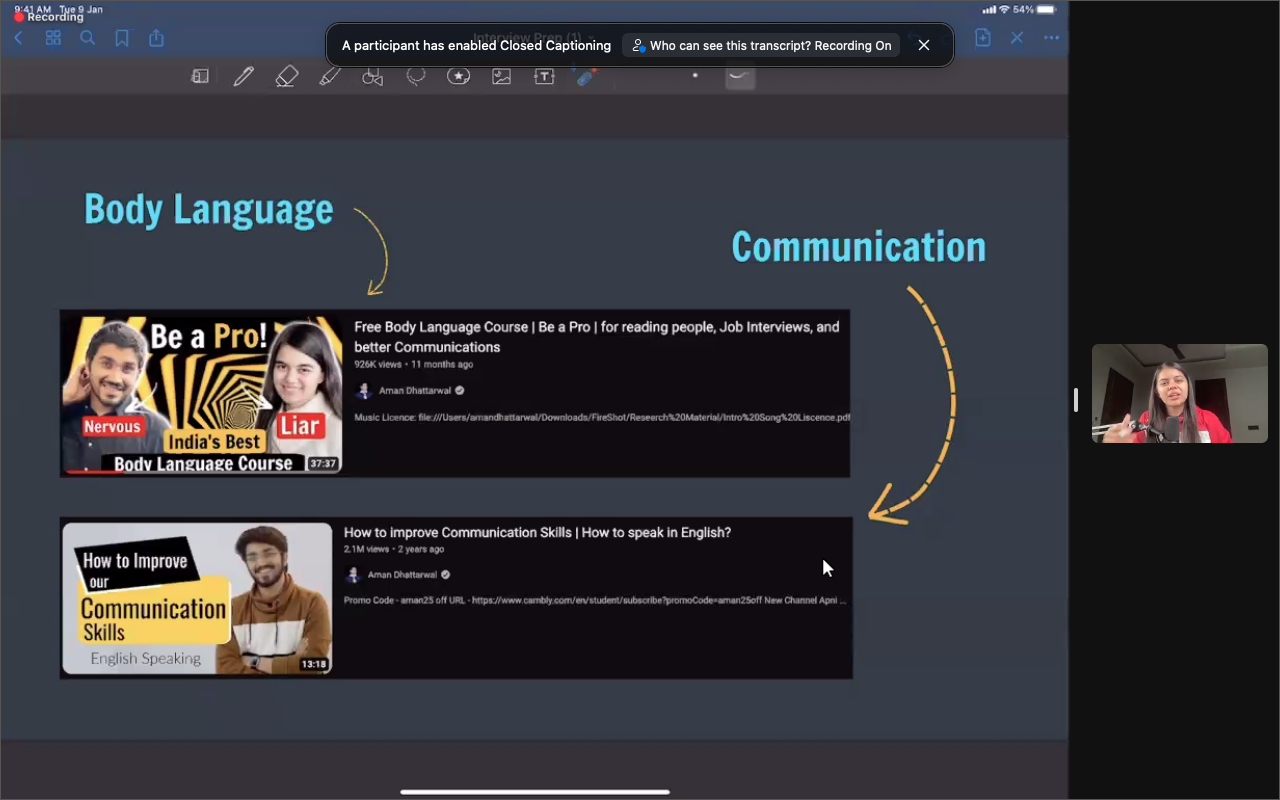 9:41 AM Tue 9 Jan
54%
Recording
Interview Prep (1)
A participant has enabled Closed Captioning
Who can see this transcript? Recording On
Body Language
Communication
Be a Pro!
Nervous
Liar
India's Best
Body Language Course
37:37
Free Body Language Course | Be a Pro | for reading people, Job Interviews, and
better Communications
926K views • 11 months ago
Aman Dhattarwal
Music Licence: file:///Users/amandhattarwal/Downloads/FireShot/Reseerch%20Material/Intro%20Song%20Liscence.pdf
How to Improve
our
Communication
Skills
English Speaking
13:18
How to improve Communication Skills | How to speak in English?
2.1M views • 2 years ago
Aman Dhattarwal
Promo Code - aman25 off URL - https://www.cambly.com/en/student/subscribe?promoCode=aman25off New Channel Apni ...